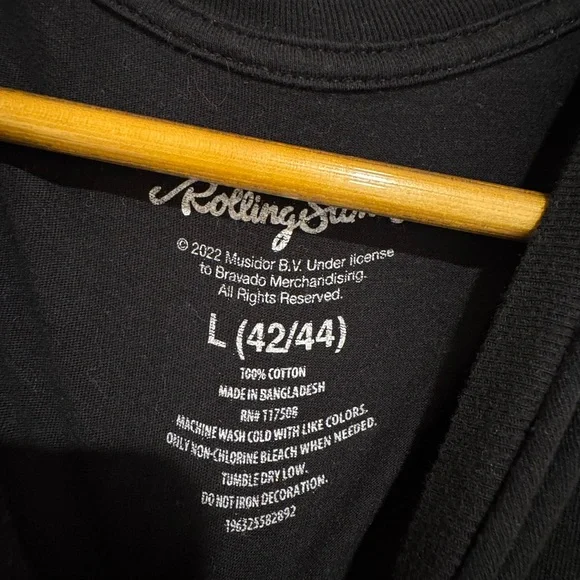 Rolling
© 2022 Musidor B.V. Under license
to Bravado Merchandising.
All Rights Reserved.
L (42/44)
100% COTTON
MADE IN BANGLADESH
RN# 117508
MACHINE WASH COLD WITH LIKE COLORS.
ONLY NON-CHLORINE BLEACH WHEN NEEDED.
TUMBLE DRY LOW.
DO NOT IRON DECORATION.
196325582892